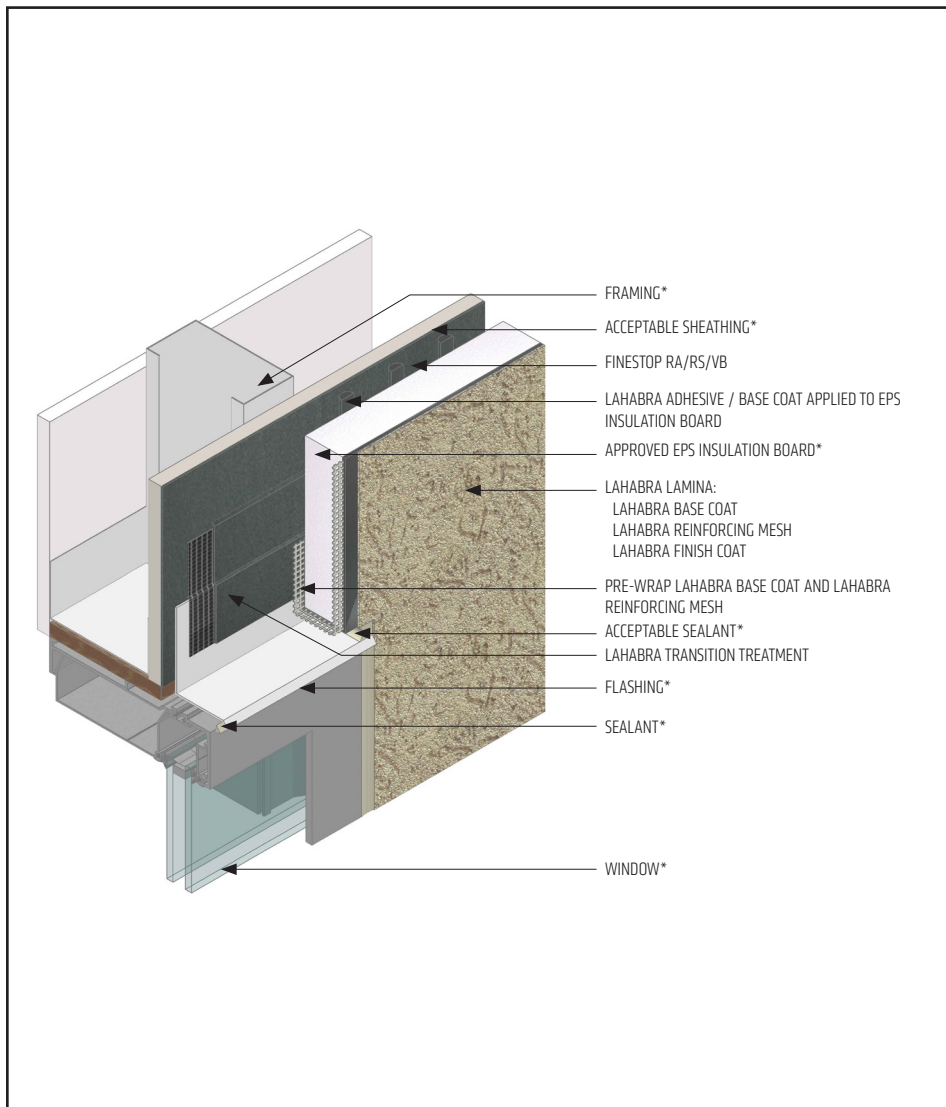 FRAMING*
ACCEPTABLE SHEATHING*
FINESTOP RA/RS/VB
LAHABRA ADHESIVE / BASE COAT APPLIED TO EPS
INSULATION BOARD
APPROVED EPS INSULATION BOARD*
LAHABRA LAMINA:
LAHABRA BASE COAT
LAHABRA REINFORCING MESH
LAHABRA FINISH COAT
PRE-WRAP LAHABRA BASE COAT AND LAHABRA
REINFORCING MESH
ACCEPTABLE SEALANT*
LAHABRA TRANSITION TREATMENT
FLASHING*
SEALANT*
WINDOW*